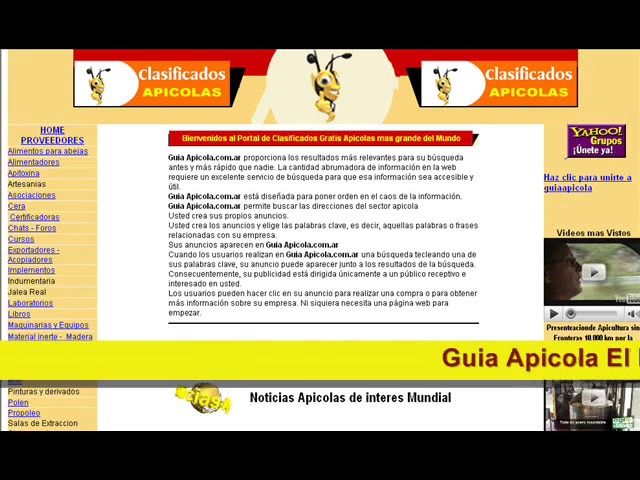 Clasificados
APICOLAS
Clasificados
APICOLAS
HOME
PROVEEDORES
Alimentos para abejas
Alimentadores
Apitoxina
Artesanias
Asociaciones
Cera
Certificadoras
Chats - Foros
Cursos
Exportadores -
Acopiadores
Implementos
Indumentaria
Jalea Real
Laboratorios
Libros
Maquinarias y Equipos
Material inerte - Madera
Miel
Pinturas y derivados
Polen
Propoleo
Salas de Extraccion
Bienvenidos al Portal de Clasificados Gratis Apicolas mas grande del Mundo
Guia Apicola.com.ar proporciona los resultados más relevantes para su búsqueda
antes y más rápido que nadie. La cantidad abrumadora de información en la web
requiere un excelente servicio de búsqueda para que esa información sea accesible y
útil.
Guia Apicola.com.ar está diseñada para poner orden en el caos de la información.
Guia Apicola.com.ar permite buscar las direcciones del sector apicola
Usted crea sus propios anuncios.
Usted crea los anuncios y elige las palabras clave, es decir, aquellas palabras o frases
relacionadas con su empresa.
Sus anuncios aparecen en Guia Apicola.com.ar
Cuando los usuarios realizan en Guia Apicola.com.ar una búsqueda tecleando una de
sus palabras clave, su anuncio puede aparecer junto a los resultados de la búsqueda.
Consecuentemente, su publicidad está dirigida únicamente a un público receptivo e
interesado en usted.
Los usuarios pueden hacer clic en su anuncio para realizar una compra o para obtener
más información sobre su empresa. Ni siquiera necesita una página web para
empezar.
YAHOO!
Grupos
¡Únete ya!
Haz clic para unirte a
guiaapicola
Videos mas Vistos
You
Presentacionde Apicultura sin
Fronteras 10.000 km por la
Guia Apicola El
Noticias Apicolas de interes Mundial